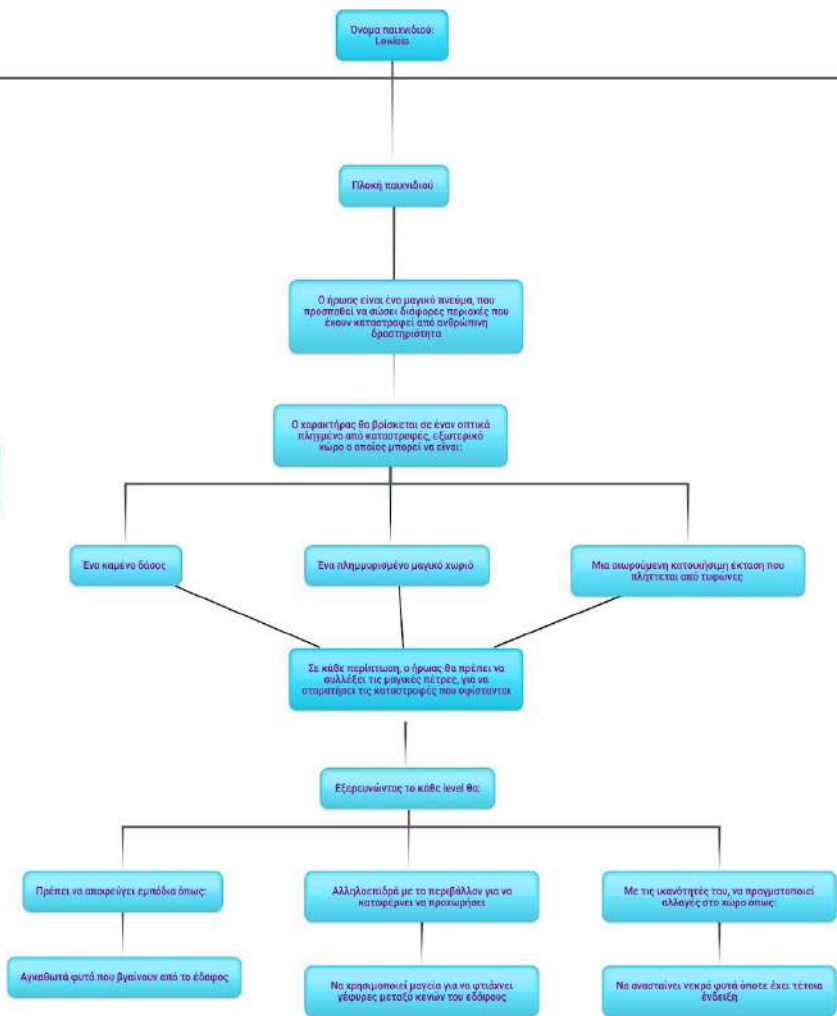 Όνομα παιχνιδιού:
Lewisia
Πλοκή παιχνιδιού
Ο ήρωας είναι ένα μαγικό πνεύμα, που
προσπαθεί να σώσει διάφορες περιοχές που
έχουν καταστραφεί από ανθρώπινη
δραστηριότητα
Ο χαρακτήρας θα βρίσκεται σε έναν οπτικά
πληγμένο από καταστροφές, εξωτερικό
χώρο ο οποίος μπορεί να είναι:
Ένα καμένο δάσος
Ένα πλημμυρισμένο μαγικό χωριό
Μια αιωρούμενη κατοικήσιμη έκταση που
πλήττεται από τυφώνες
Σε κάθε περίπτωση, ο ήρωας θα πρέπει να
συλλέξει τις μαγικές πέτρες, για να
σταματήσει τις καταστροφές που υφίστανται
Εξερευνώντας το κάθε level θα:
Πρέπει να αποφεύγει εμπόδια όπως:
Αλληλοεπιδρά με το περιβάλλον για να
καταφέρνει να προχωρήσει
Με τις ικανότητές του, να πραγματοποιεί
αλλαγές στο χώρο όπως:
Αγκαθωτά φυτά που βγαίνουν από το έδαφος
Να χρησιμοποιεί μαγεία για να φτιάχνει
γέφυρες μεταξύ κενών του εδάφους
Να ανασταίνει νεκρά φυτά όποτε έχει τέτοια
ένδειξη